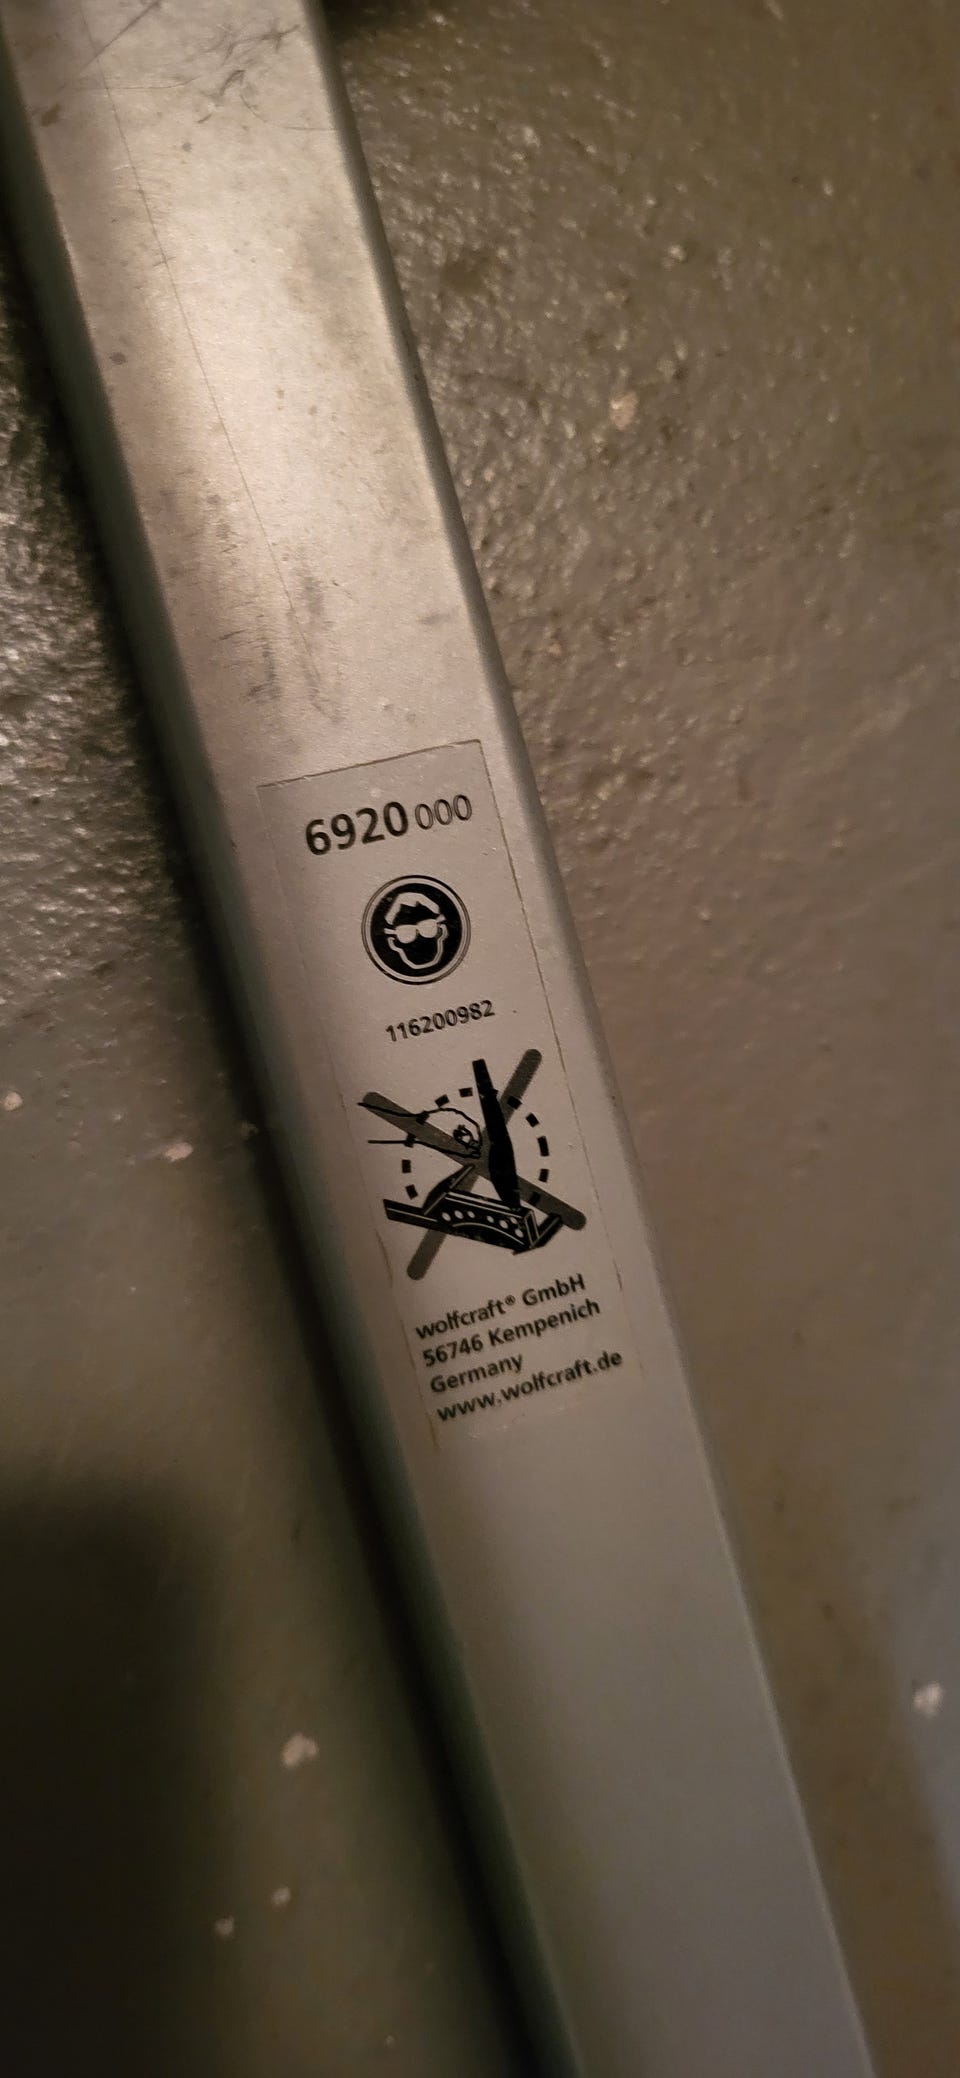 6920 000
116200982
wolfcraft® GmbH
56746 Kempenich
Germany
www.wolfcraft.de